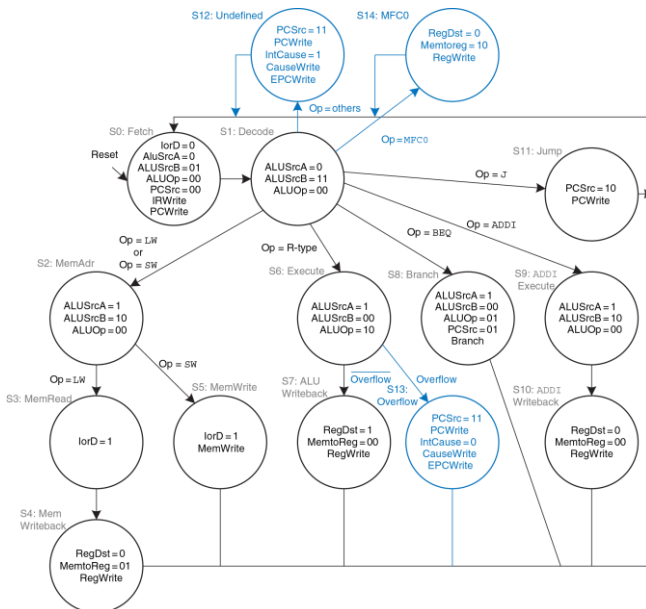 S12: Undefined
PCSrc = 11
PCWrite
IntCause = 1
CauseWrite
EPCWrite
S14: MFC0
RegDst = 0
Memtoreg = 10
RegWrite
Op = others
S0: Fetch
Reset
IorD = 0
AluSrcA = 0
ALUSrcB = 01
ALUOp = 00
PCSrc = 00
IRWrite
PCWrite
S1: Decode
ALUSrcA = 0
ALUSrcB = 11
ALUOp = 00
Op = MFC0
S11: Jump
Op = J
PCSrc = 10
PCWrite
Op = LW
or
Op = SW
Op = R-type
Op = BEQ
Op = ADDI
S2: MemAdr
ALUSrcA = 1
ALUSrcB = 10
ALUOp = 00
S6: Execute
ALUSrcA = 1
ALUSrcB = 00
ALUOp = 10
S8: Branch
ALUSrcA = 1
ALUSrcB = 00
ALUOp = 01
PCSrc = 01
Branch
S9: ADDI
Execute
ALUSrcA = 1
ALUSrcB = 10
ALUOp = 00
Op = LW
Op = SW
S3: MemRead
IorD = 1
S5: MemWrite
IorD = 1
MemWrite
Overflow
Overflow
S7: ALU
Writeback
RegDst = 1
MemtoReg = 00
RegWrite
S13:
Overflow
PCSrc = 11
PCWrite
IntCause = 0
CauseWrite
EPCWrite
S10: ADDI
Writeback
RegDst = 0
MemtoReg = 00
RegWrite
S4: Mem
Writeback
RegDst = 0
MemtoReg = 01
RegWrite